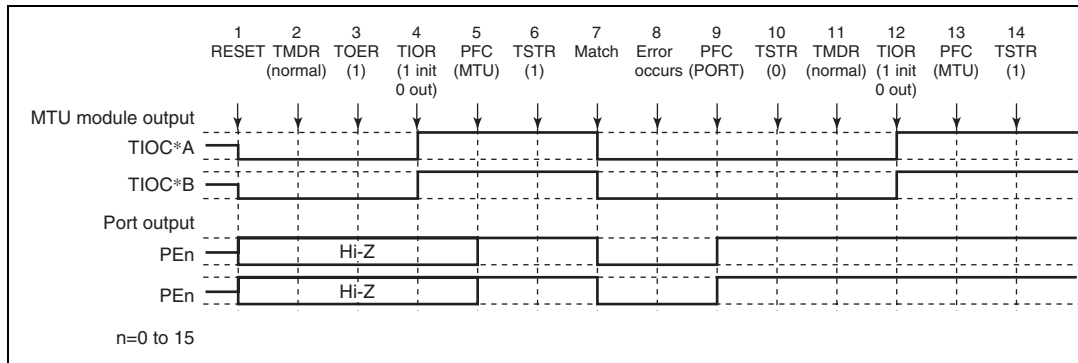 1 2 3 4 5 6 7 8 9 10 11 12 13 14
RESET TMDR TOER TIOR PFC TSTR Match Error PFC TSTR TMDR TIOR PFC TSTR
(normal) (1) (1 init (MTU) (1) occurs (PORT) (0) (normal) (1 init (MTU) (1)
0 out) 0 out)
MTU module output
TIOC*A
TIOC*B
Port output
PEn Hi-Z
PEn Hi-Z
n=0 to 15